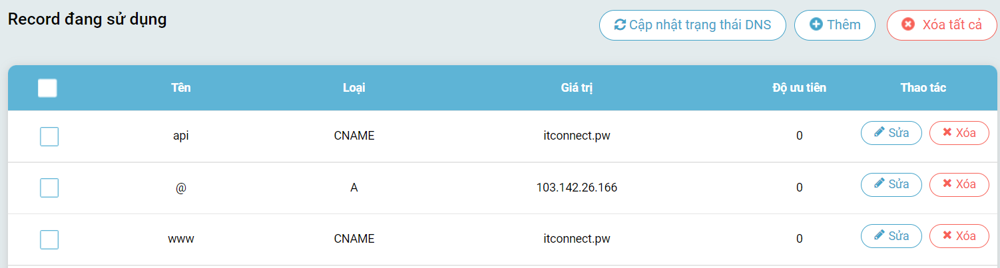 Record đang sử dụng
Cập nhật trạng thái DNS Thêm Xóa tất cả
Tên Loại Giá trị Độ ưu tiên Thao tác
api CNAME itconnect.pw 0 Sửa Xóa
@ A 103.142.26.166 0 Sửa Xóa
www CNAME itconnect.pw 0 Sửa Xóa